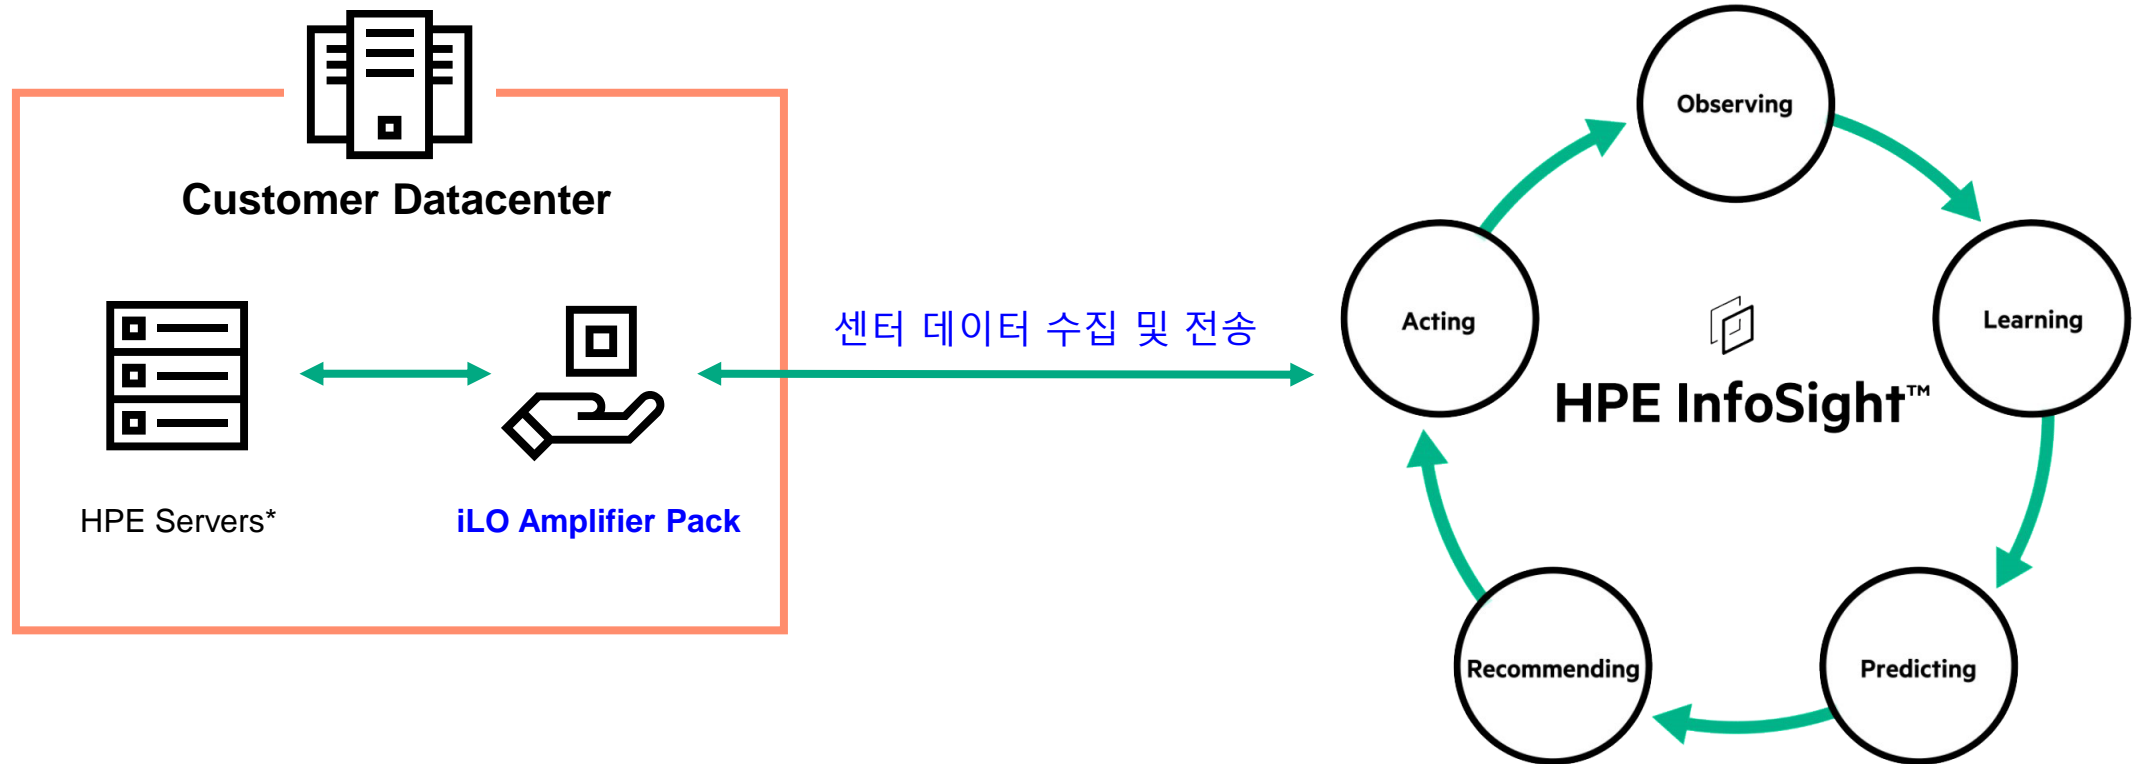 Customer Datacenter
HPE Servers*
iLO Amplifier Pack
센터 데이터 수집 및 전송
Observing
Learning
Predicting
Recommending
Acting
HPE InfoSight™